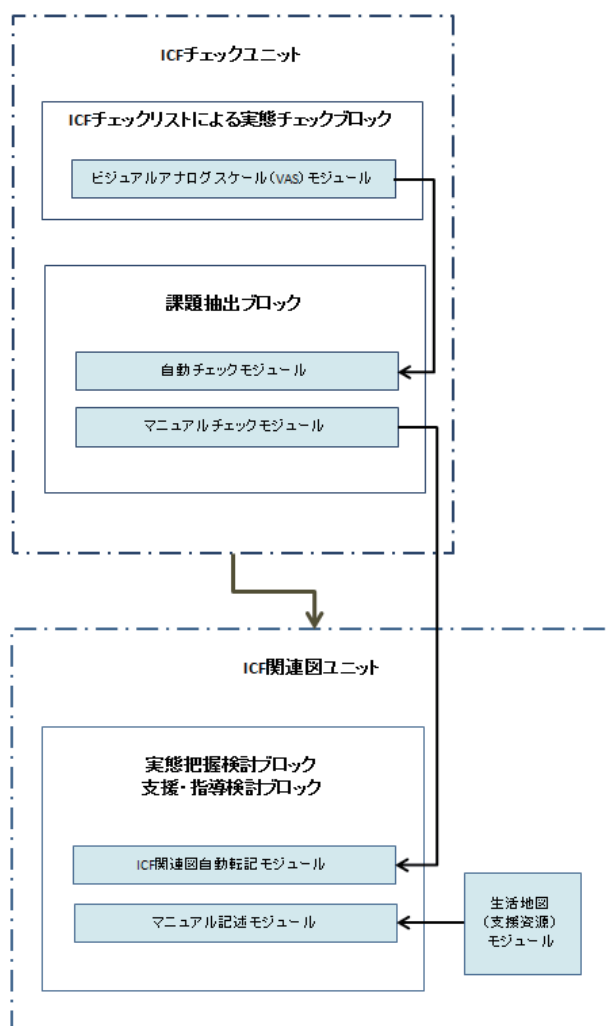 ICFチェックユニット
ICFチェックリストによる実態チェックブロック
ビジュアルアナログスケール(VAS)モジュール
課題抽出ブロック
自動チェックモジュール
マニュアルチェックモジュール
ICF関連図ユニット
実態把握検討ブロック
支援・指導検討ブロック
ICF関連図自動転記モジュール
マニュアル記述モジュール
生活地図
(支援資源)
モジュール